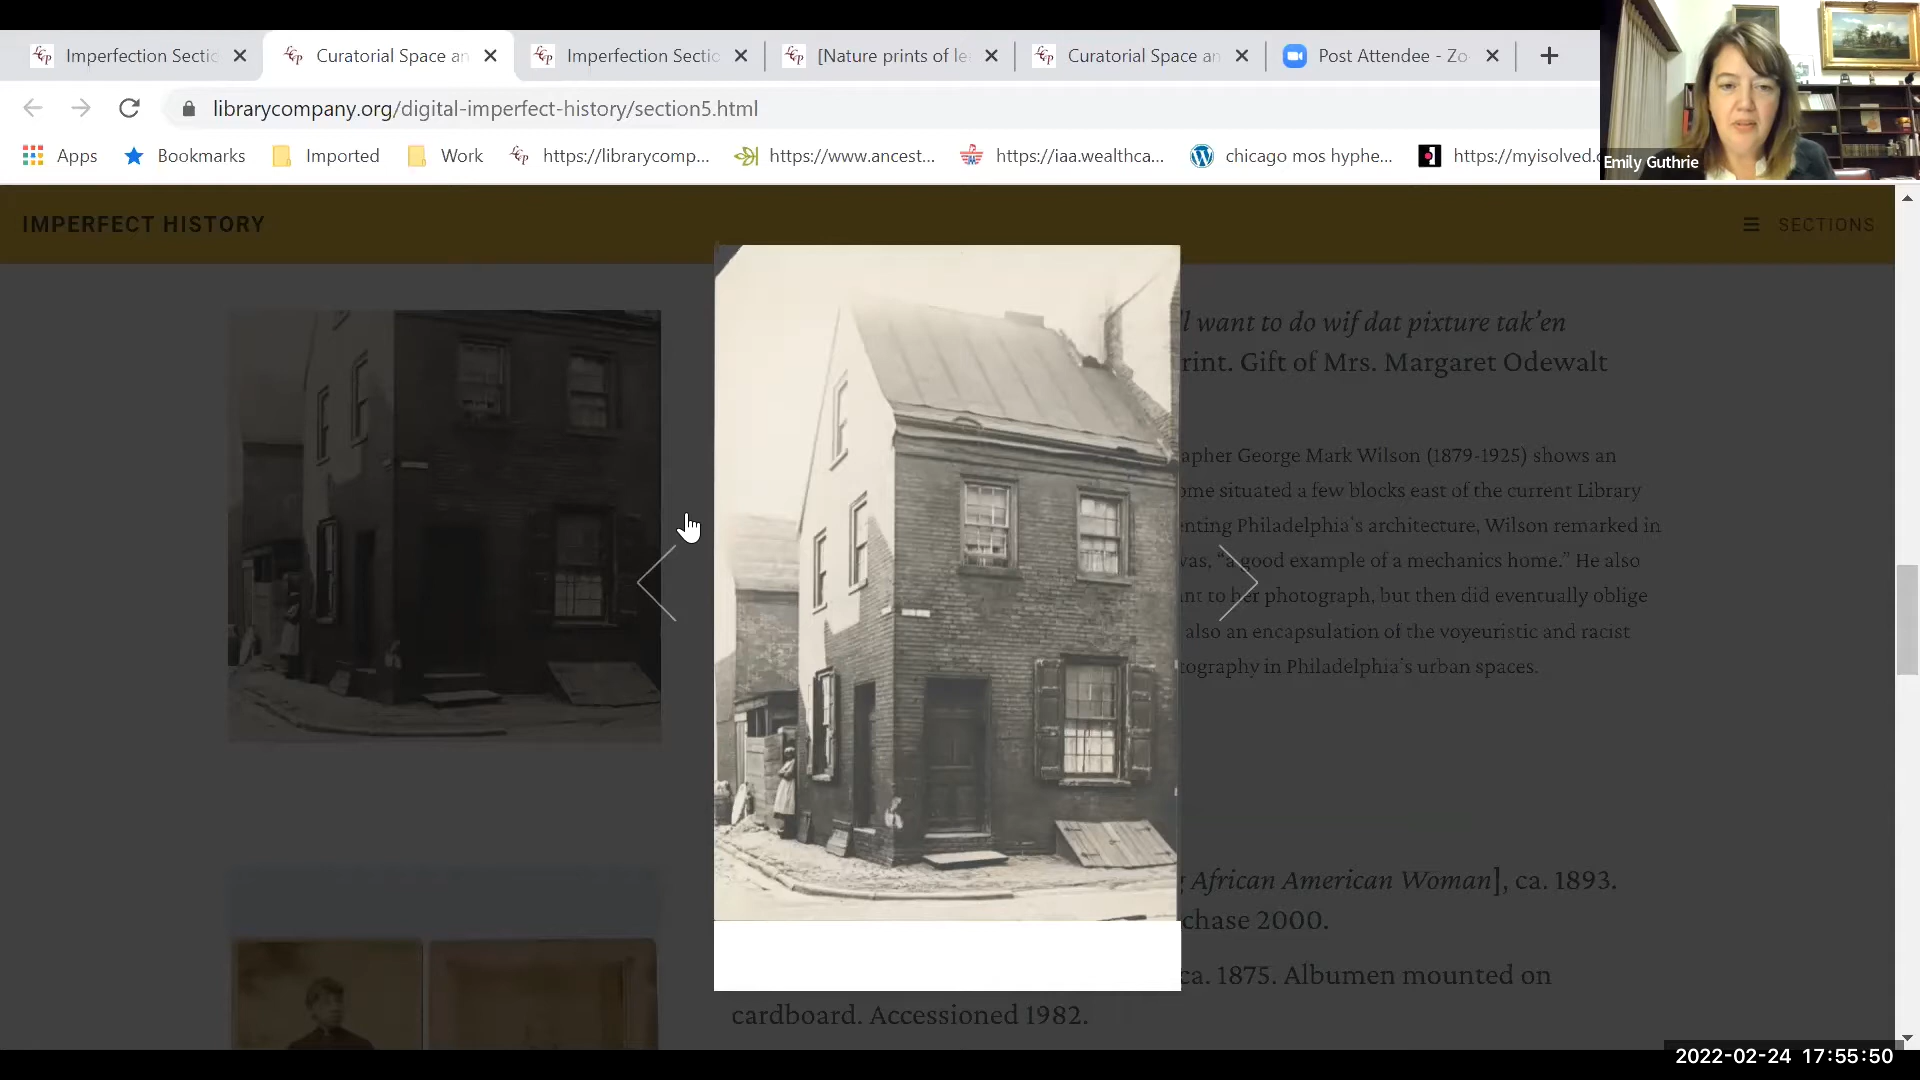 Imperfection Sectio
Curatorial Space an
Imperfection Sectio
[Nature prints of le
Curatorial Space an
Post Attendee - Zo
librarycompany.org/digital-imperfect-history/section5.html
Apps
Bookmarks
Imported
Work
https://librarycomp...
https://www.ancest...
https://iaa.wealthca...
chicago mos hyphe...
https://myisolved.c
Emily Guthrie
IMPERFECT HISTORY
SECTIONS
ll want to do wif dat pixture tak'en
rint. Gift of Mrs. Margaret Odewalt
apher George Mark Wilson (1879-1925) shows an
ome situated a few blocks east of the current Library
enting Philadelphia's architecture, Wilson remarked in
was, “a good example of a mechanics home.” He also
nt to her photograph, but then did eventually oblige
also an encapsulation of the voyeuristic and racist
tography in Philadelphia's urban spaces.
g African American Woman], ca. 1893.
chase 2000.
ca. 1875. Albumen mounted on
cardboard. Accessioned 1982.
2022-02-24 17:55:50